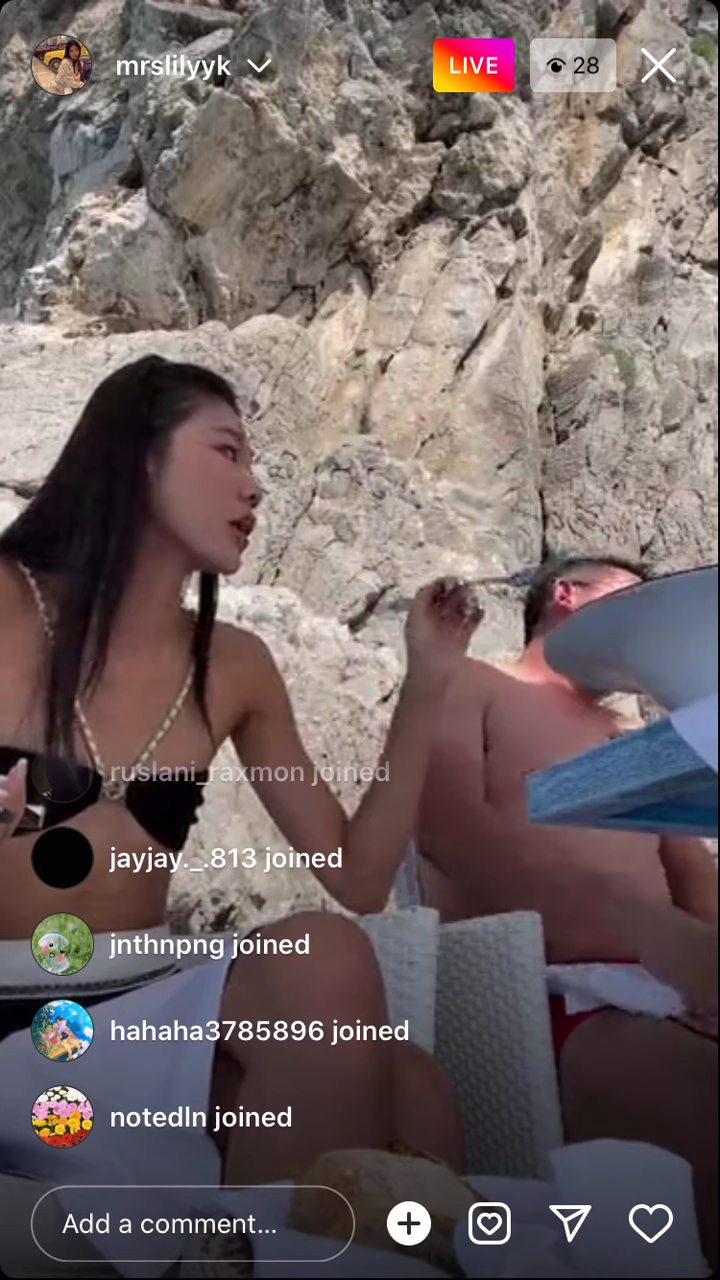 mrslilyyk
LIVE
28
ruslani_raxmon joined
jayjay._.813 joined
jnthnpng joined
hahaha3785896 joined
notedln joined
Add a comment...